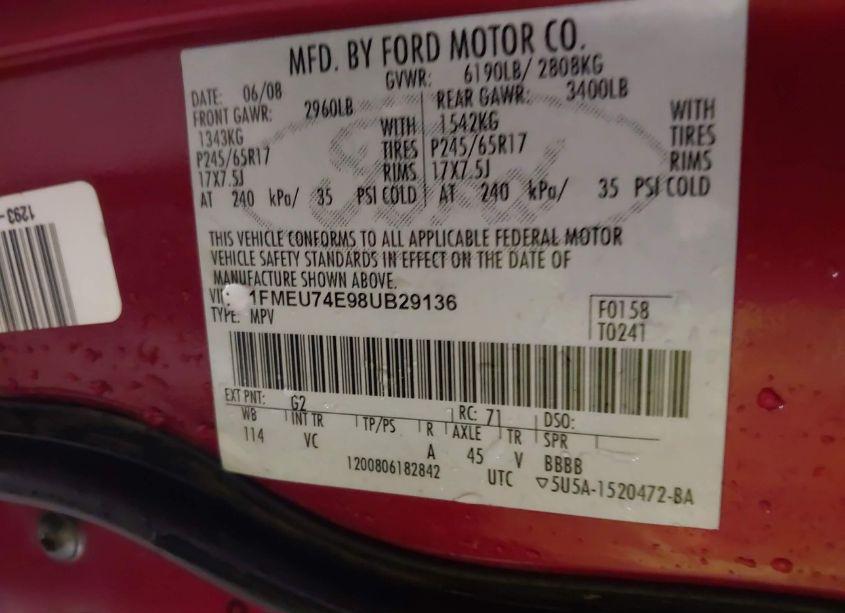 MFD. BY FORD MOTOR CO.
DATE: 06/08 GVWR: 6190LB/ 2808KG
FRONT GAWR: 2960LB REAR GAWR: 3400LB
1343KG WITH 1542KG WITH
P245/65R17 TIRES P245/65R17 TIRES
17X7.5J RIMS 17X7.5J RIMS
AT 240 kPa/ 35 PSI COLD AT 240 kPa/ 35 PSI COLD
THIS VEHICLE CONFORMS TO ALL APPLICABLE FEDERAL MOTOR
VEHICLE SAFETY STANDARDS IN EFFECT ON THE DATE OF
MANUFACTURE SHOWN ABOVE.
1FMEU74E98UB29136
TYPE: MPV
F0158
T0241
EXT PNT: G2 RC: 71 DSO:
WB INT TR TP/PS R AXLE TR SPR
114 VC A 45 V BBBB
1200806182842 UTC ▽5U5A-1520472-BA
1293-
Ford